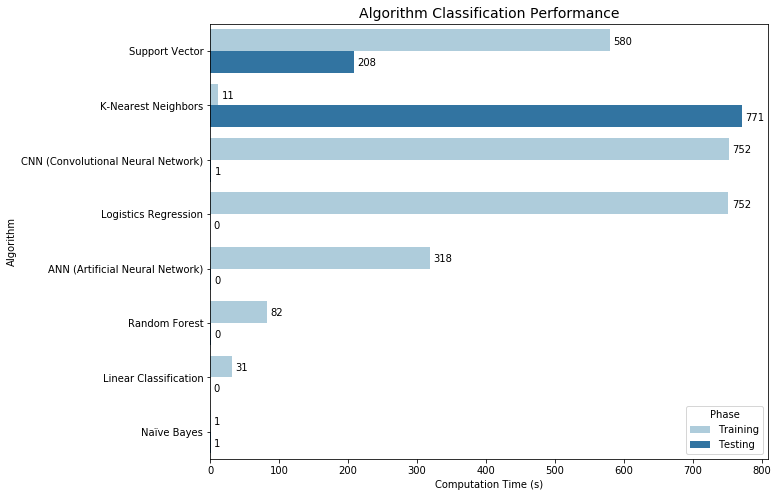 Algorithm Classification Performance
Support Vector
580
208
K-Nearest Neighbors
11
771
CNN (Convolutional Neural Network)
752
1
Logistics Regression
752
0
ANN (Artificial Neural Network)
318
0
Random Forest
82
0
Linear Classification
31
0
Naïve Bayes
1
1
Algorithm
Phase
Training
Testing
0 100 200 300 400 500 600 700 800
Computation Time (s)